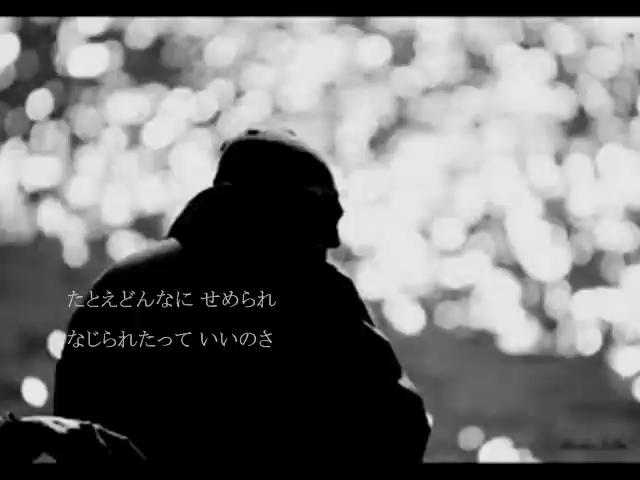 たとえどんなに せめられ
なじられたって いいのさ